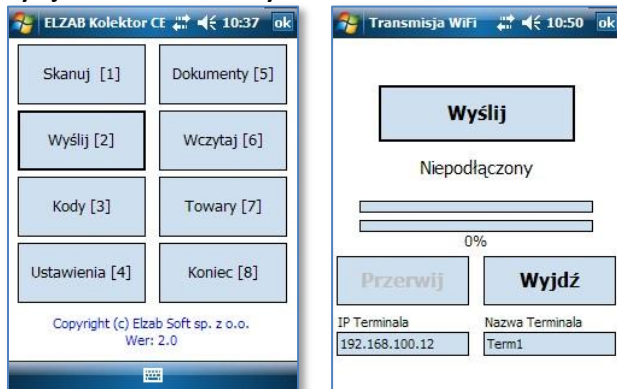 ELZAB Kolektor CE 10:37 ok
Skanuj [1] Dokumenty [5]
Wyślij [2] Wczytaj [6]
Kody [3] Towary [7]
Ustawienia [4] Koniec [8]
Copyright (c) Elzab Soft sp. z o.o.
Wer: 2.0
Transmisja WiFi 10:50 ok
Wyślij
Niepodłączony
0%
Przerwij Wyjdź
IP Terminala Nazwa Terminala
192.168.100.12 Term1